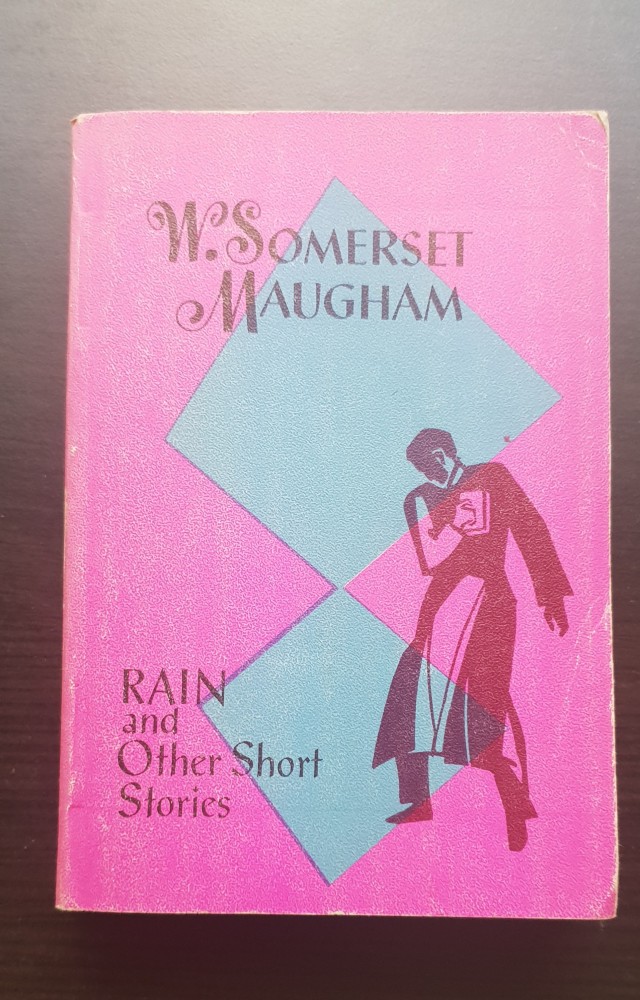 W. SOMERSET
MAUGHAM
RAIN
and
Other Short
Stories